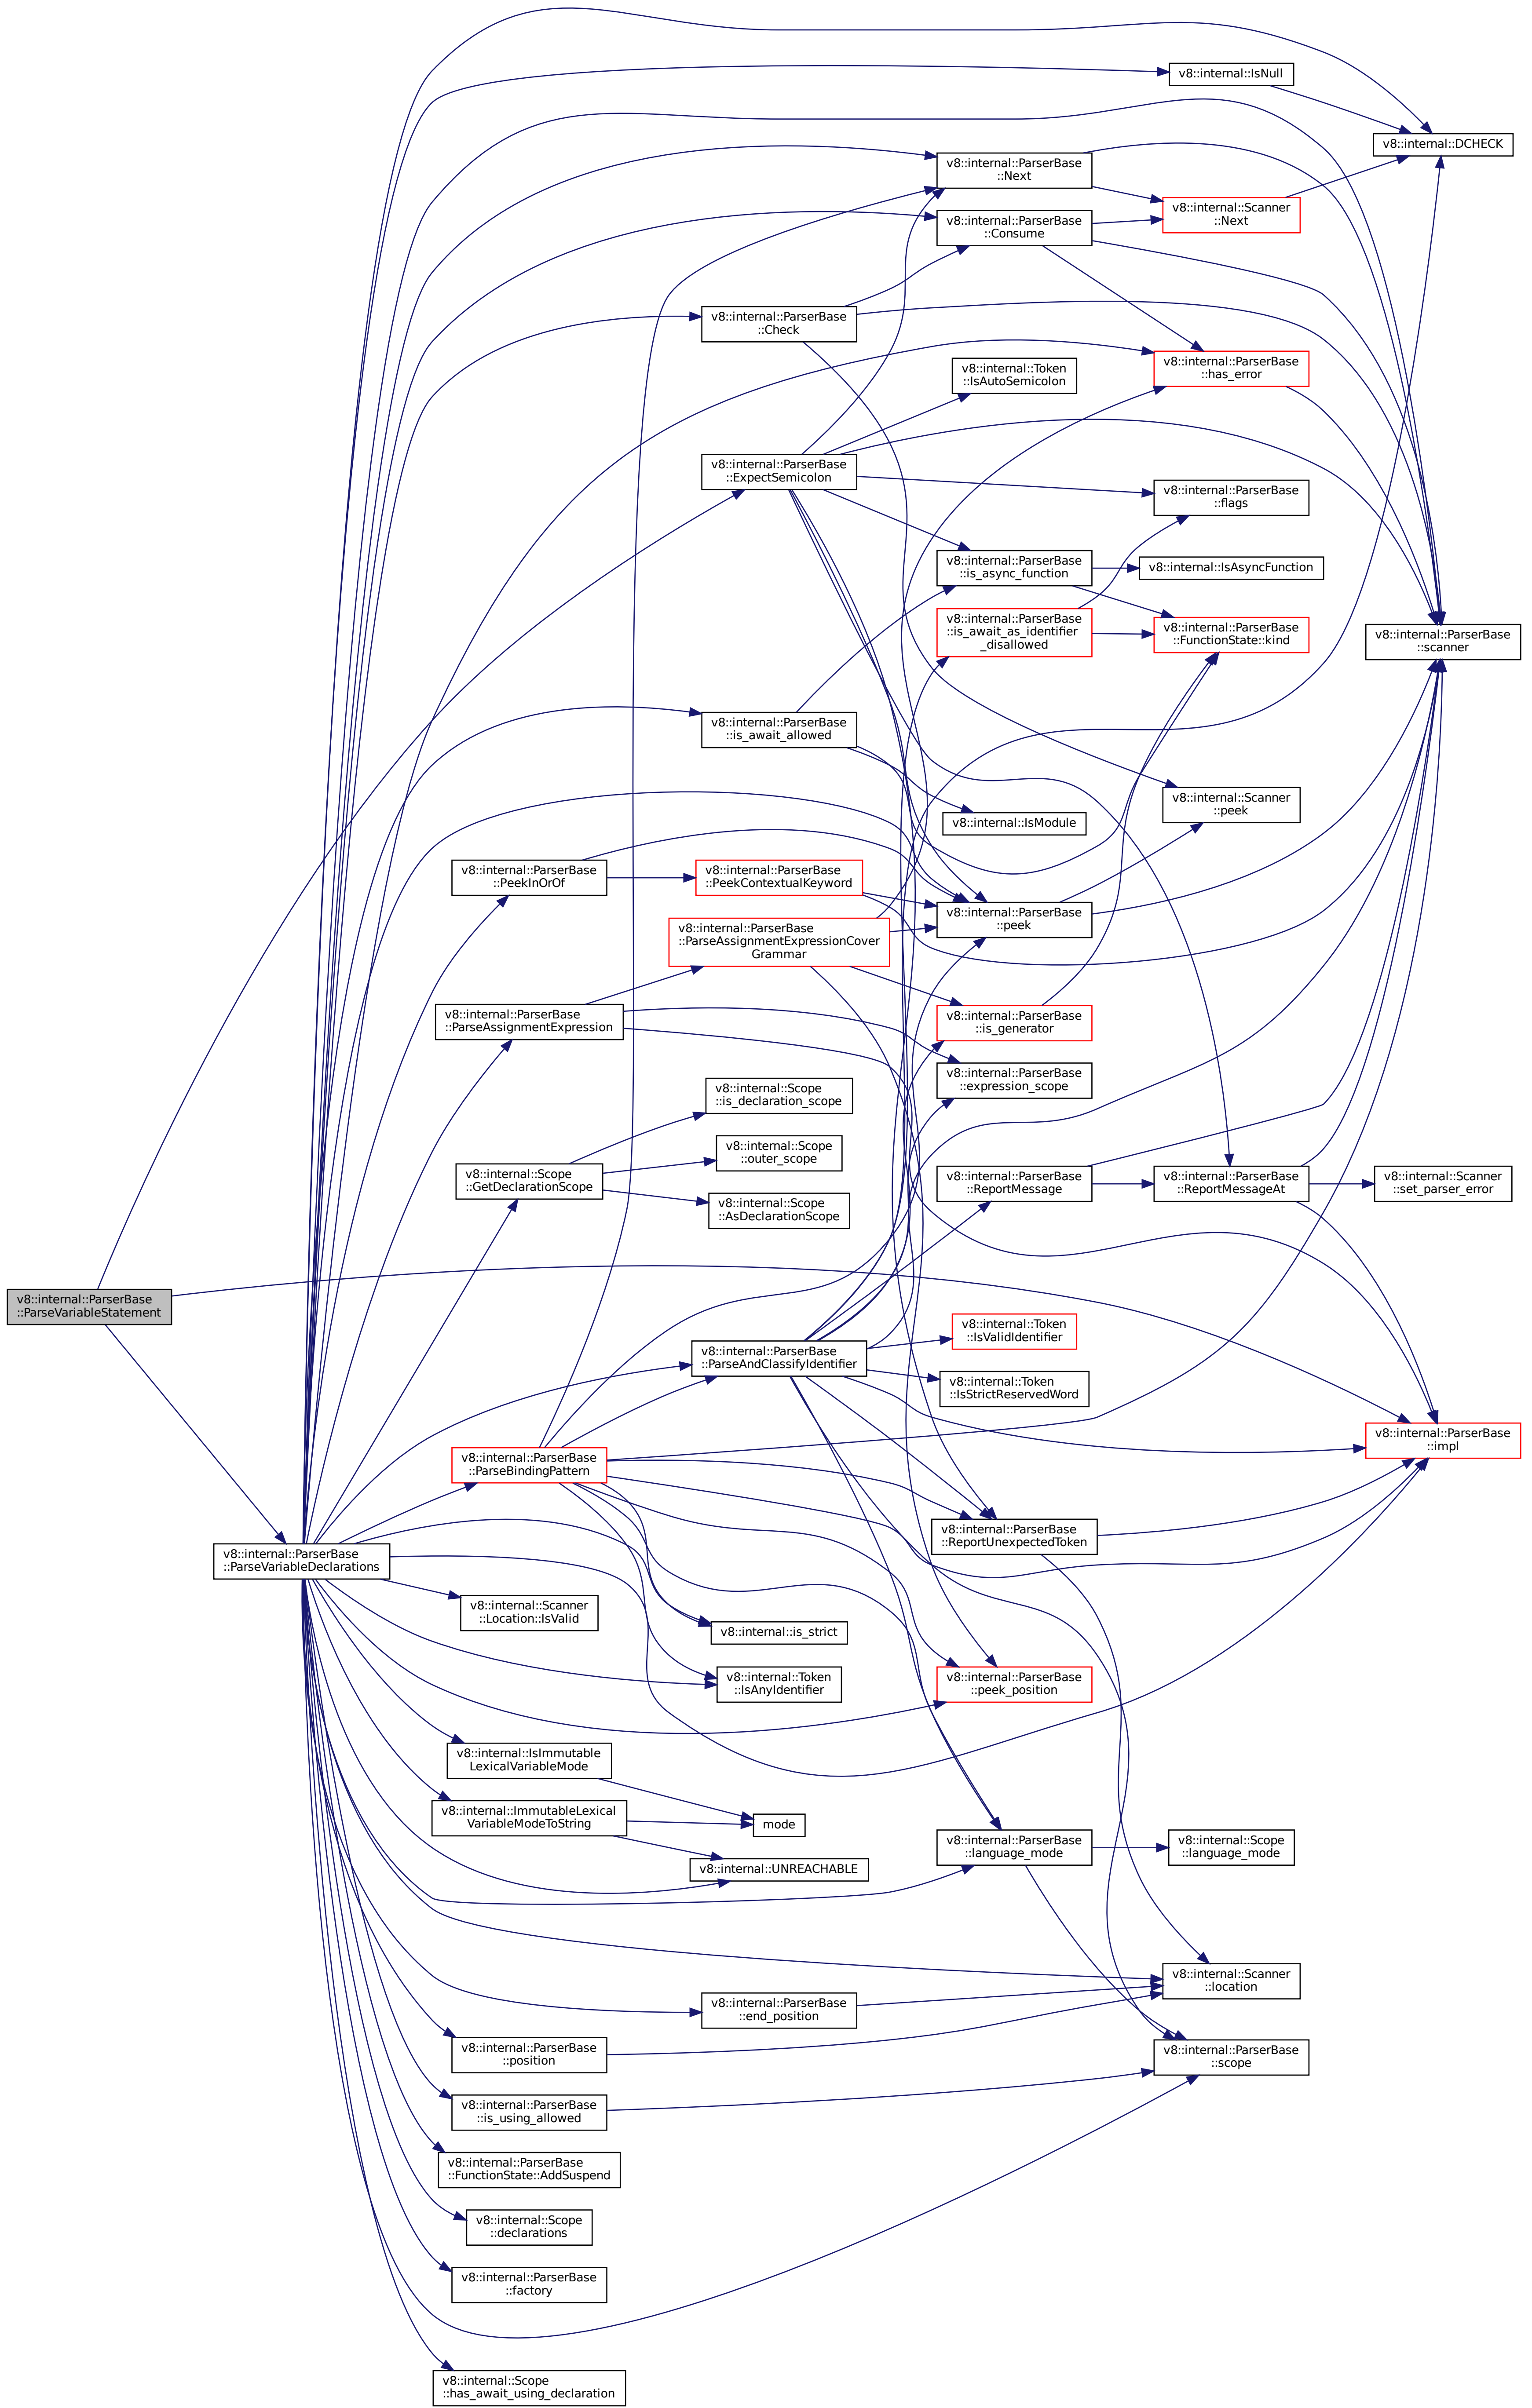 v8::internal::IsNull
v8::internal::DCHECK
v8::internal::ParserBase
::Next
v8::internal::Scanner
::Next
v8::internal::ParserBase
::Consume
v8::internal::ParserBase
::Check
v8::internal::ParserBase
::has_error
v8::internal::Token
::IsAutoSemicolon
v8::internal::ParserBase
::ExpectSemicolon
v8::internal::ParserBase
::flags
v8::internal::ParserBase
::is_async_function
v8::internal::IsAsyncFunction
v8::internal::ParserBase
::is_await_as_identifier
_disallowed
v8::internal::ParserBase
::FunctionState::kind
v8::internal::ParserBase
::scanner
v8::internal::ParserBase
::is_await_allowed
v8::internal::Scanner
::peek
v8::internal::IsModule
v8::internal::ParserBase
::PeekInOrOf
v8::internal::ParserBase
::PeekContextualKeyword
v8::internal::ParserBase
::peek
v8::internal::ParserBase
::ParseAssignmentExpressionCover
Grammar
v8::internal::ParserBase
::ParseAssignmentExpression
v8::internal::ParserBase
::is_generator
v8::internal::ParserBase
::expression_scope
v8::internal::Scope
::is_declaration_scope
v8::internal::Scope
::outer_scope
v8::internal::Scope
::GetDeclarationScope
v8::internal::Scope
::AsDeclarationScope
v8::internal::ParserBase
::ReportMessage
v8::internal::ParserBase
::ReportMessageAt
v8::internal::Scanner
::set_parser_error
v8::internal::ParserBase
::ParseVariableStatement
v8::internal::Token
::IsValidIdentifier
v8::internal::ParserBase
::ParseAndClassifyIdentifier
v8::internal::Token
::IsStrictReservedWord
v8::internal::ParserBase
::impl
v8::internal::ParserBase
::ParseBindingPattern
v8::internal::ParserBase
::ReportUnexpectedToken
v8::internal::ParserBase
::ParseVariableDeclarations
v8::internal::Scanner
::Location::IsValid
v8::internal::is_strict
v8::internal::Token
::IsAnyIdentifier
v8::internal::ParserBase
::peek_position
v8::internal::IsImmutable
LexicalVariableMode
v8::internal::ImmutableLexical
VariableModeToString
mode
v8::internal::UNREACHABLE
v8::internal::ParserBase
::language_mode
v8::internal::Scope
::language_mode
v8::internal::Scanner
::location
v8::internal::ParserBase
::end_position
v8::internal::ParserBase
::position
v8::internal::ParserBase
::scope
v8::internal::ParserBase
::is_using_allowed
v8::internal::ParserBase
::FunctionState::AddSuspend
v8::internal::Scope
::declarations
v8::internal::ParserBase
::factory
v8::internal::Scope
::has_await_using_declaration